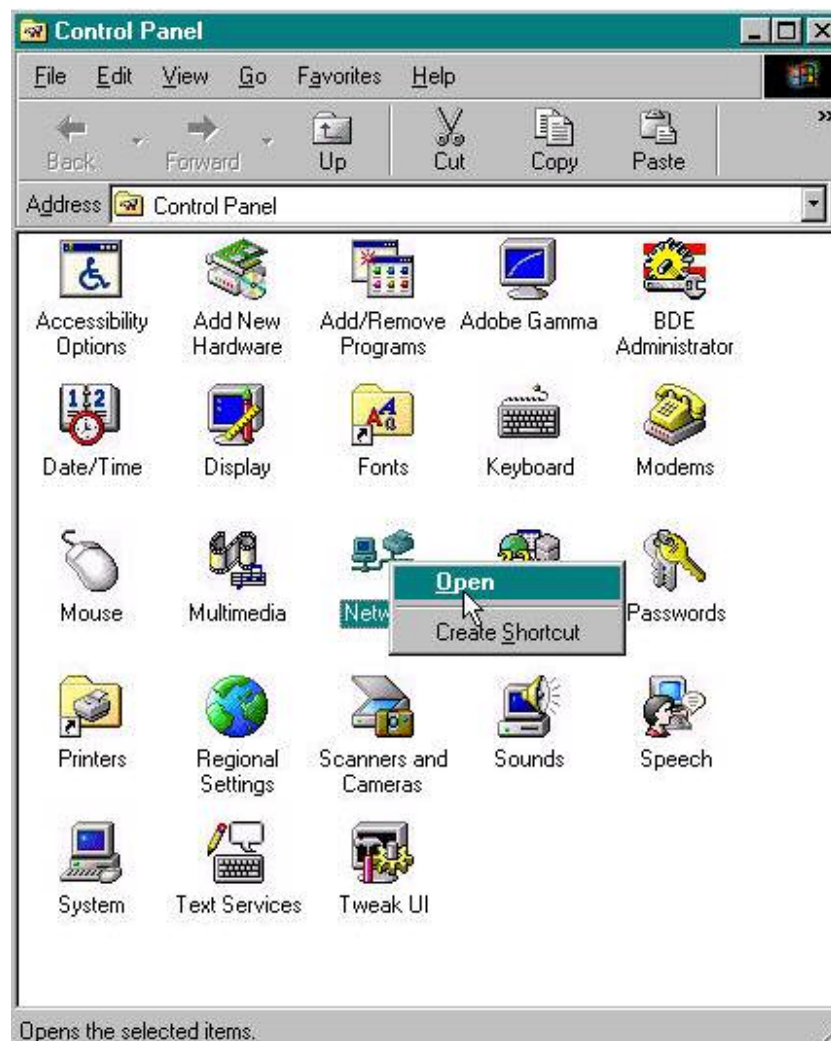 Control Panel
File Edit View Go Favorites Help
Back Forward Up Cut Copy Paste »
Address Control Panel
Accessibility Options
Add New Hardware
Add/Remove Programs
Adobe Gamma
BDE Administrator
12
Date/Time
Display
Fonts
Keyboard
Modems
Mouse
Multimedia
Netw
Open
Create Shortcut
Passwords
Printers
Regional Settings
Scanners and Cameras
Sounds
Speech
System
Text Services
Tweak UI
Opens the selected items.